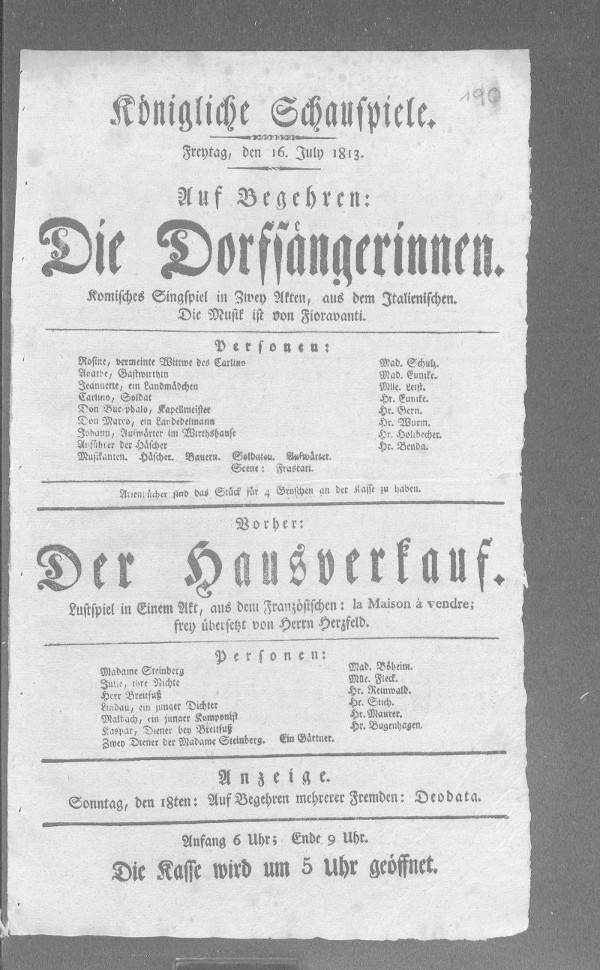 190
Königliche Schauspiele.
Freytag, den 16. July 1813.
Auf Begehren:
Die Dorfsängerinnen.
Komisches Singspiel in Zwey Akten, aus dem Italienischen.
Die Musik ist von Fioravanti.
Personen:
Rosine, vermeinte Wittwe des Carlino Mad. Schulz.
Agathe, Gastwirthin Mad. Eunike.
Jeannette, ein Landmädchen Mlle. Leist.
Carlino, Soldat Hr. Eunike.
Don Bucephalo, Kapellmeister Hr. Gern.
Don Marco, ein Landedelmann Hr. Wurm.
Johann, Aufwärter im Wirthshause Hr. Holzbecher.
Anführer der Häscher Hr. Benda.
Musikanten. Häscher. Bauern. Soldaten. Aufwärter.
Scene: Frascati.
Arienbücher sind das Stück für 4 Groschen an der Kasse zu haben.
Vorher:
Der Hausverkauf.
Lustspiel in Einem Akt, aus dem Französischen: la Maison à vendre;
frey übersetzt von Herrn Herzfeld.
Personen:
Madame Steinberg Mad. Böheim.
Julie, ihre Nichte Mlle. Fleck.
Herr Breitfuß Hr. Reinwald.
Lindau, ein junger Dichter Hr. Stich.
Malbach, ein junger Komponist Hr. Maurer.
Kaspar, Diener bey Breitfuß Hr. Bugenhagen.
Zwey Diener der Madame Steinberg. Ein Gärtner.
Anzeige.
Sonntag, den 18ten: Auf Begehren mehrerer Fremden: Deodata.
Anfang 6 Uhr; Ende 9 Uhr.
Die Kasse wird um 5 Uhr geöffnet.